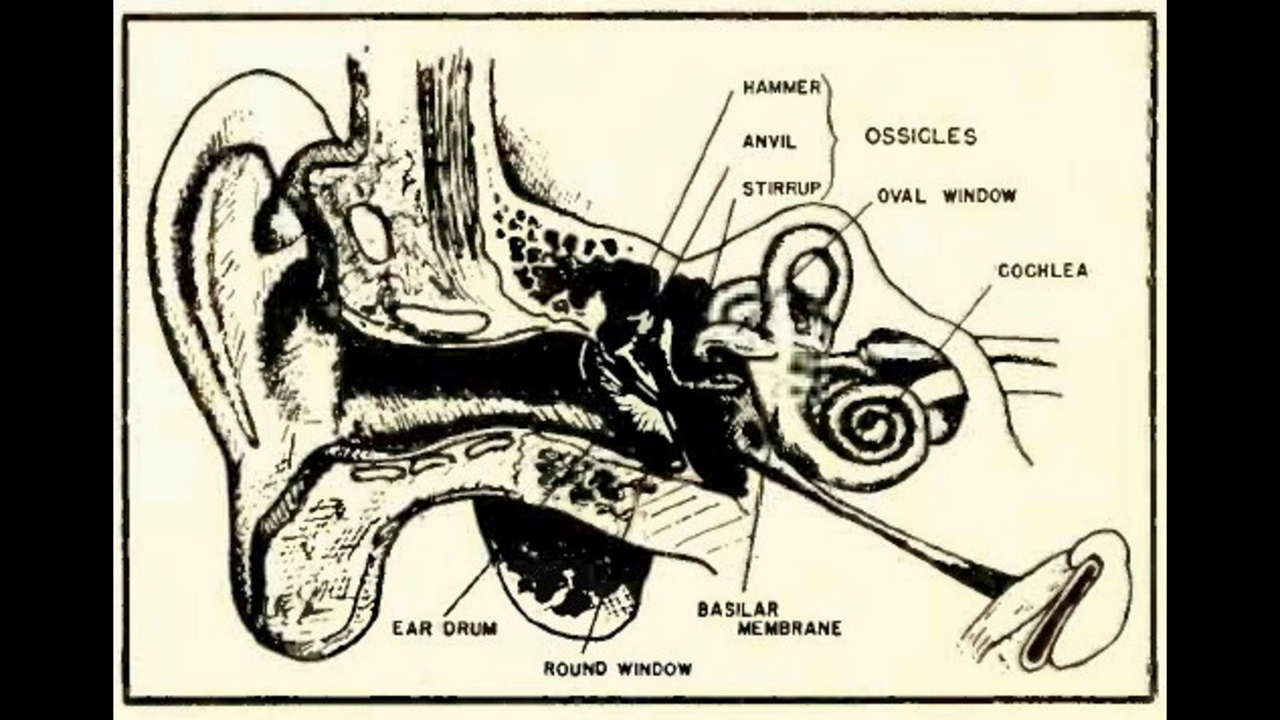 HAMMER
ANVIL
STIRRUP
OSSICLES
OVAL WINDOW
COCHLEA
EAR DRUM
BASILAR
MEMBRANE
ROUND WINDOW